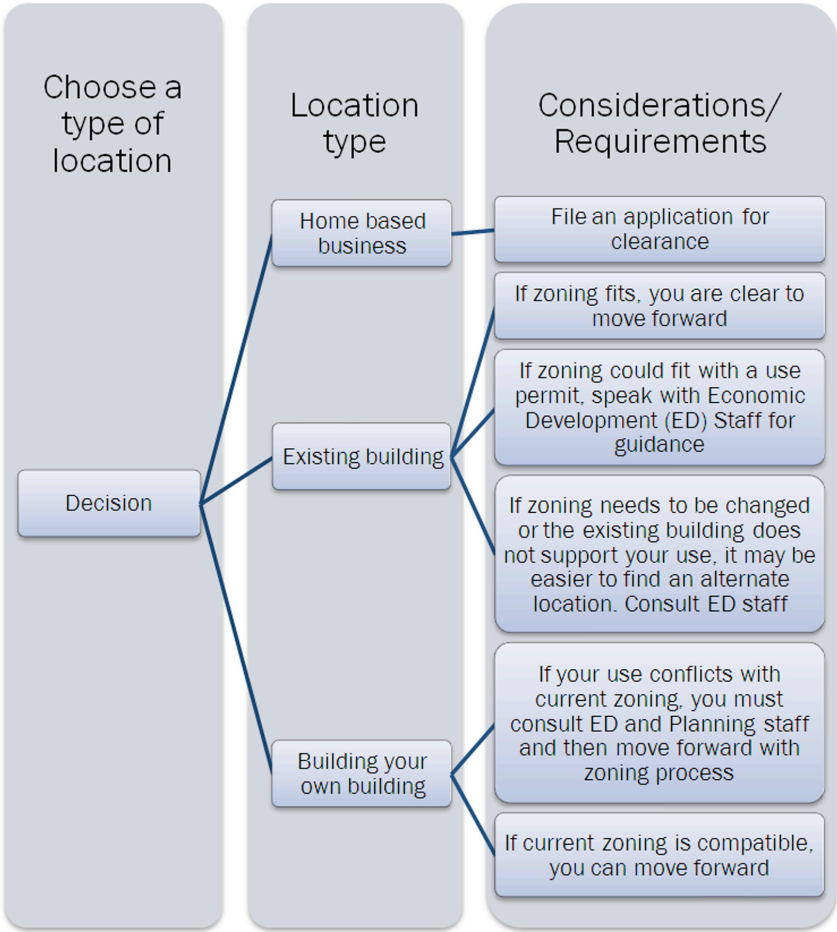 Choose a
type of
location
Location
type
Considerations/
Requirements
Decision
Home based
business
File an application for
clearance
Existing building
If zoning fits, you are clear to
move forward
If zoning could fit with a use
permit, speak with Economic
Development (ED) Staff for
guidance
If zoning needs to be changed
or the existing building does
not support your use, it may be
easier to find an alternate
location. Consult ED staff
Building your
own building
If your use conflicts with
current zoning, you must
consult ED and Planning staff
and then move forward with
zoning process
If current zoning is compatible,
you can move forward